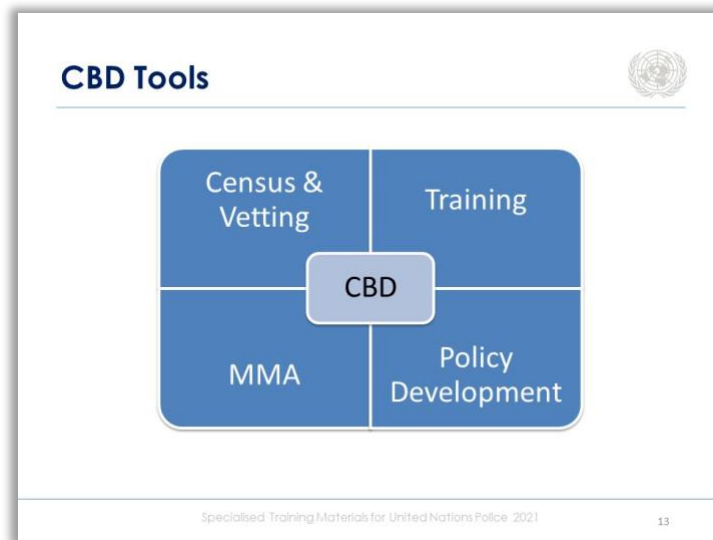 CBD Tools
Census &
Vetting
Training
CBD
MMA
Policy
Development
Specialised Training Materials for United Nations Police 2021
13